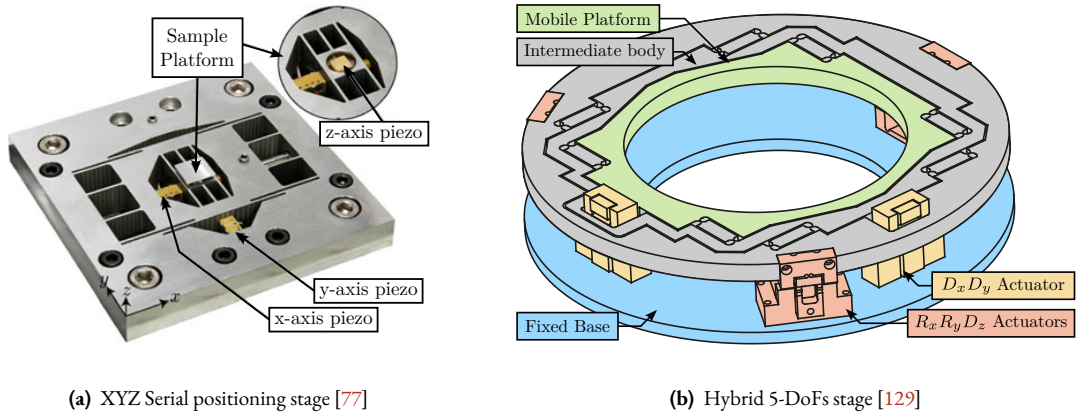 Sample
Platform
z-axis piezo
y-axis piezo
x-axis piezo
y
z
x
(a) XYZ Serial positioning stage [77]
Mobile Platform
Intermediate body
DxDy Actuator
Fixed Base
RxRyDz Actuators
(b) Hybrid 5-DoFs stage [129]